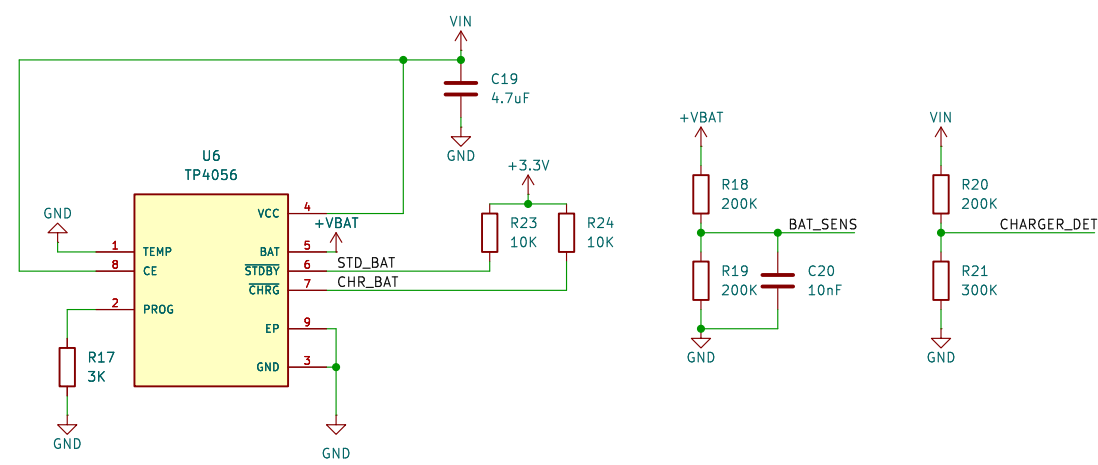 VIN
C19
4.7uF
GND
U6
TP4056
GND
1
TEMP
8
CE
2
PROG
VCC
4
BAT
5
STDBY
6
CHRG
7
EP
9
GND
3
+VBAT
STD_BAT
CHR_BAT
R17
3K
GND
GND
+3.3V
R23
10K
R24
10K
+VBAT
R18
200K
BAT_SENS
R19
200K
C20
10nF
GND
VIN
R20
200K
CHARGER_DET
R21
300K
GND